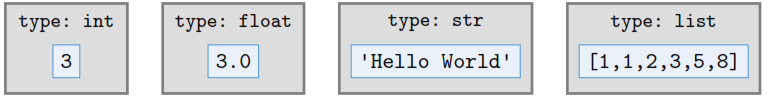 type: int
3
type: float
3.0
type: str
'Hello World'
type: list
[1,1,2,3,5,8]